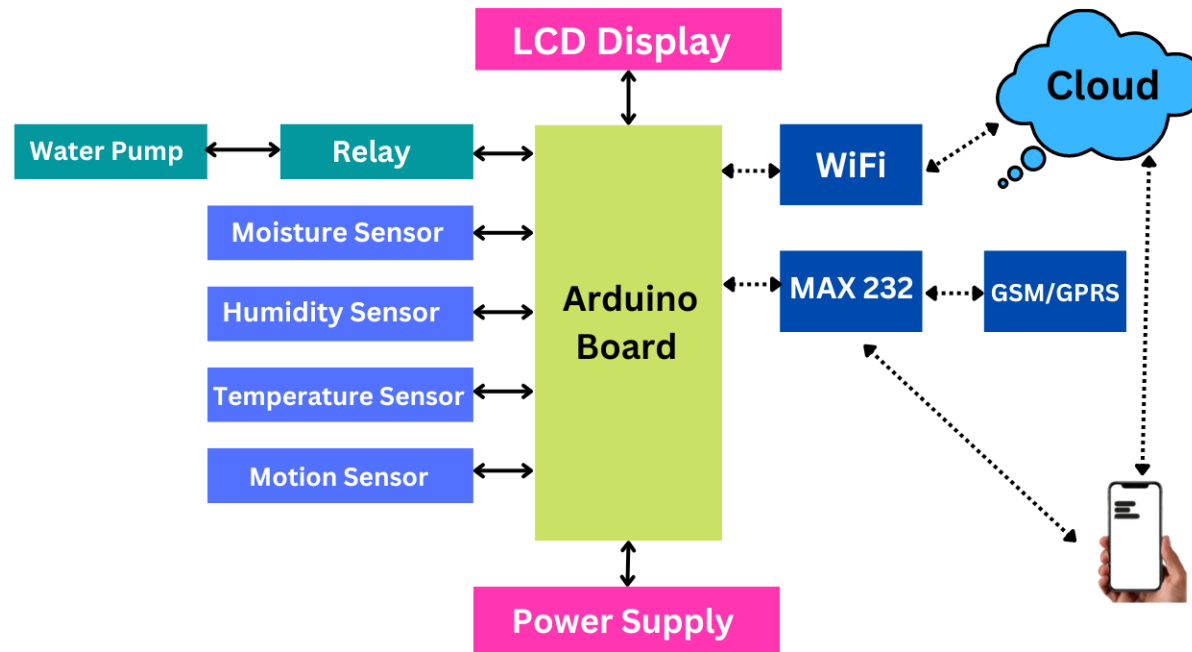 LCD Display
Cloud
Water Pump
Relay
WiFi
Moisture Sensor
Humidity Sensor
Arduino
Board
MAX 232
GSM/GPRS
Temperature Sensor
Motion Sensor
Power Supply